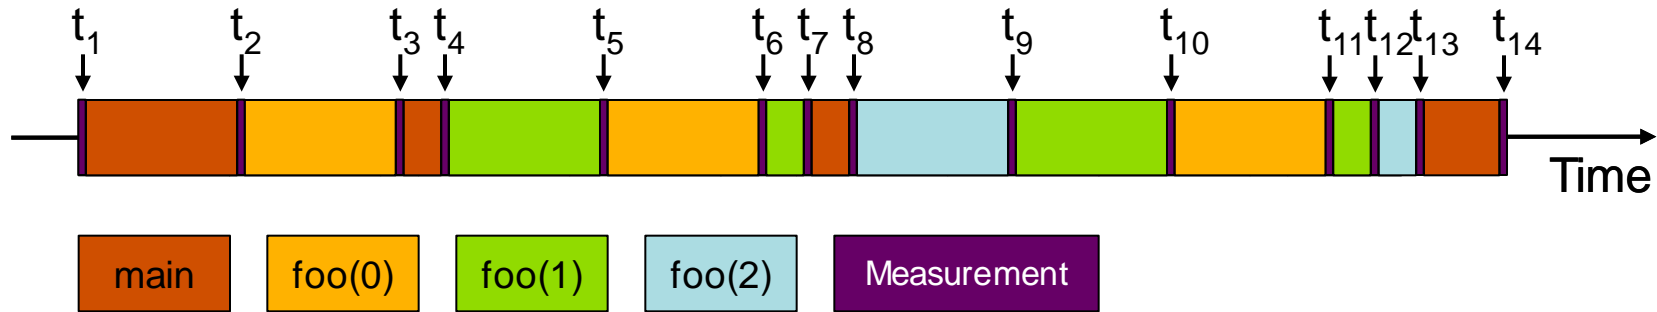 t1 t2 t3 t4 t5 t6 t7 t8 t9 t10 t11 t12 t13 t14
Time
main foo(0) foo(1) foo(2) Measurement